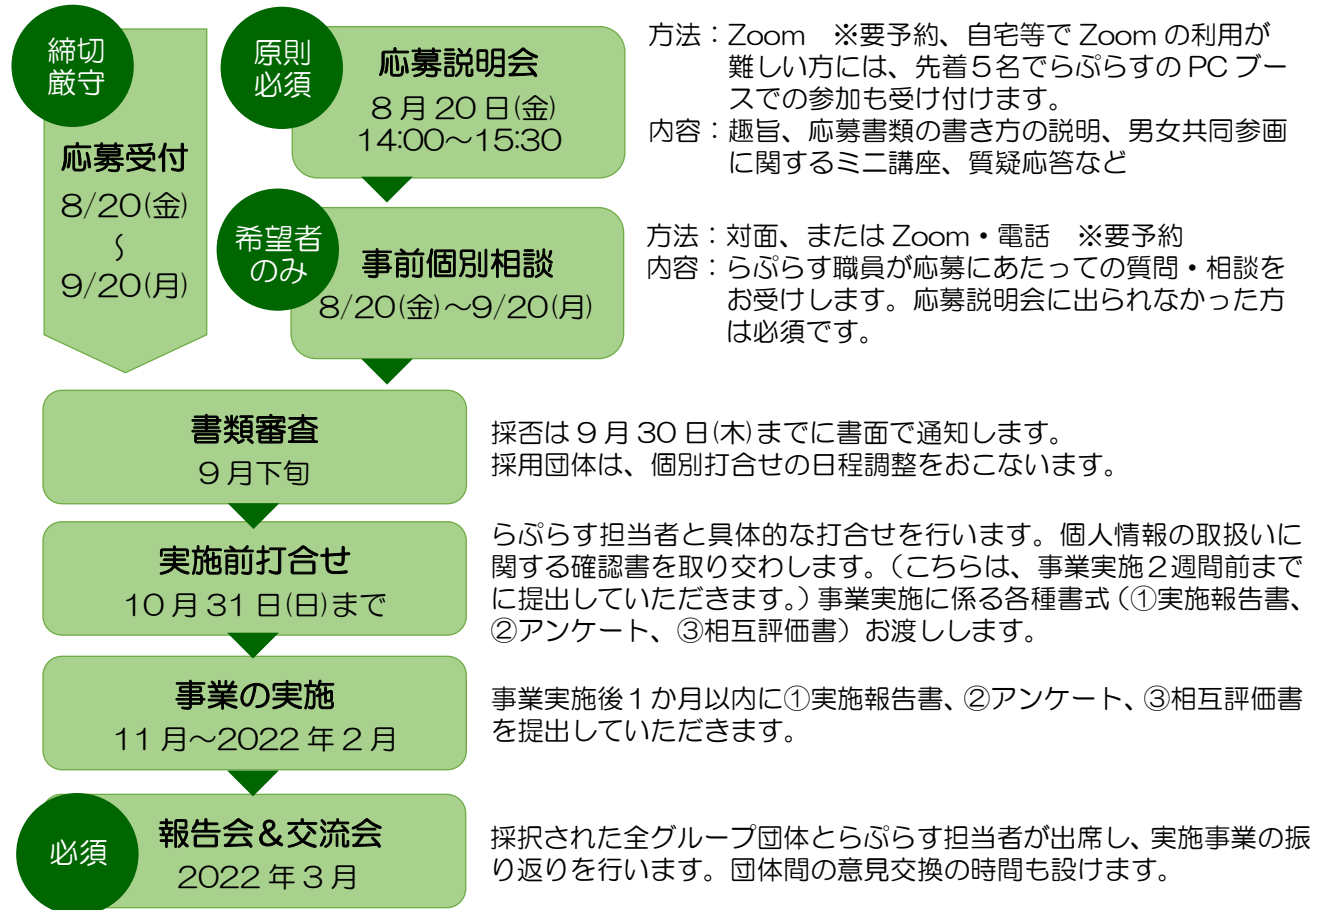 締切
厳守
応募受付
8/20(金)
〜
9/20(月)
原則
必須
応募説明会
8月20日(金)
14:00～15:30
方法：Zoom　※要予約、自宅等でZoomの利用が
難しい方には、先着５名でらぷらすのPCブー
スでの参加も受け付けます。
内容：趣旨、応募書類の書き方の説明、男女共同参画
に関するミニ講座、質疑応答など
希望者
のみ
事前個別相談
8/20(金)～9/20(月)
方法：対面、またはZoom・電話　※要予約
内容：らぷらす職員が応募にあたっての質問・相談を
お受けします。応募説明会に出られなかった方
は必須です。
書類審査
９月下旬
採否は９月30日(木)までに書面で通知します。
採用団体は、個別打合せの日程調整をおこないます。
実施前打合せ
10月31日(日)まで
らぷらす担当者と具体的な打合せを行います。個人情報の取扱いに
関する確認書を取り交わします。（こちらは、事業実施２週間前まで
に提出していただきます。）事業実施に係る各種書式（①実施報告書、
②アンケート、③相互評価書）お渡しします。
事業の実施
11月～2022年２月
事業実施後１か月以内に①実施報告書、②アンケート、③相互評価書
を提出していただきます。
必須
報告会＆交流会
2022年３月
採択された全グループ団体とらぷらす担当者が出席し、実施事業の振
り返りを行います。団体間の意見交換の時間も設けます。